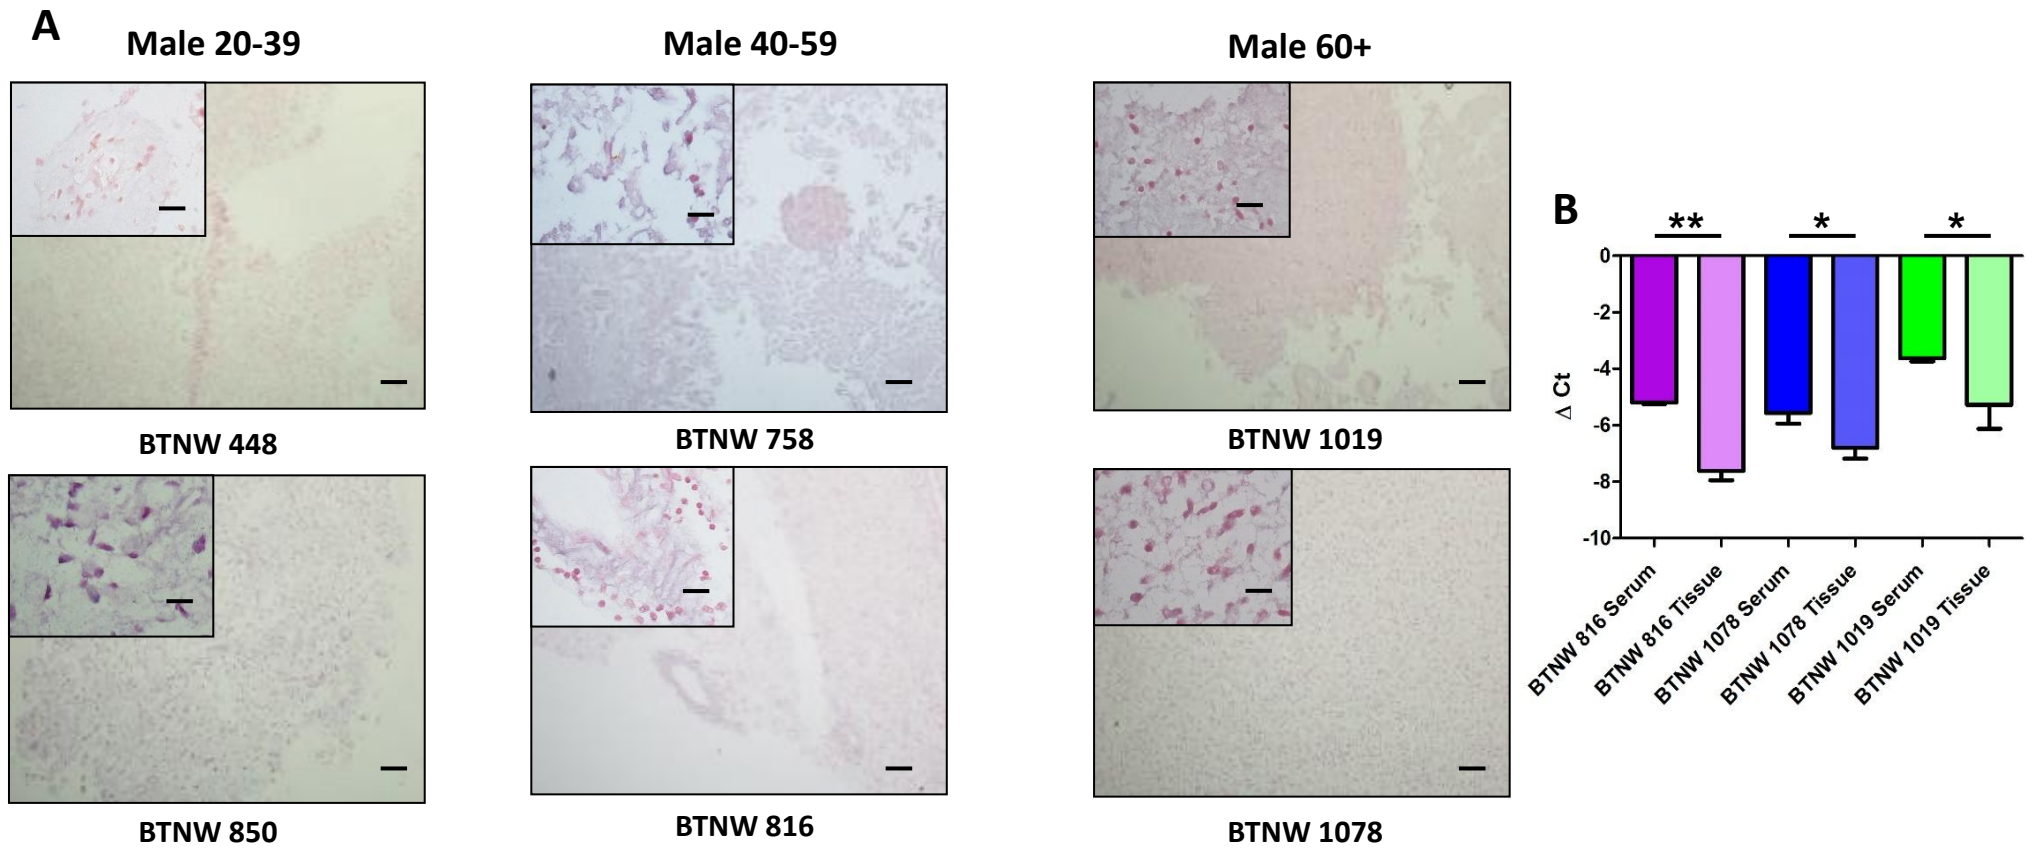 A
Male 20-39
Male 40-59
Male 60+
BTNW 448
BTNW 758
BTNW 1019
BTNW 850
BTNW 816
BTNW 1078
B
** * *
0
-2
-4
-6
-8
-10
Δ Ct
BTNW 816 Serum
BTNW 816 Tissue
BTNW 1078 Serum
BTNW 1078 Tissue
BTNW 1019 Serum
BTNW 1019 Tissue